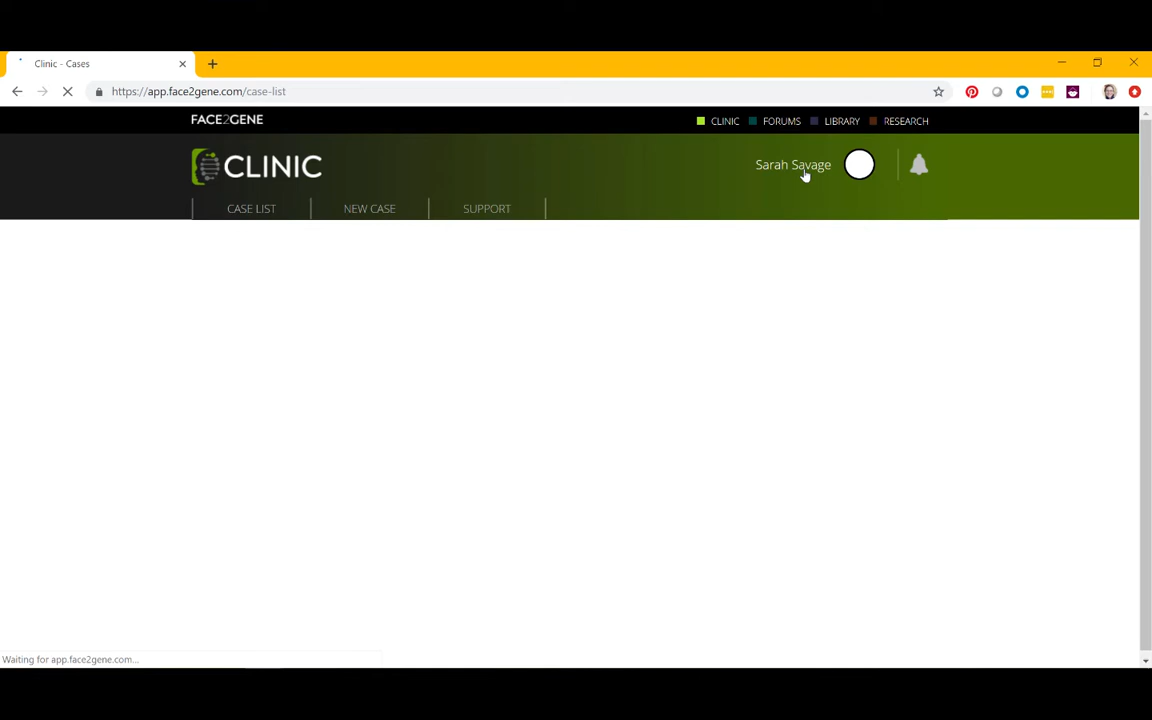 Clinic - Cases
https://app.face2gene.com/case-list
FACE2GENE
CLINIC
FORUMS
LIBRARY
RESEARCH
CLINIC
Sarah Savage
CASE LIST
NEW CASE
SUPPORT
Waiting for app.face2gene.com...